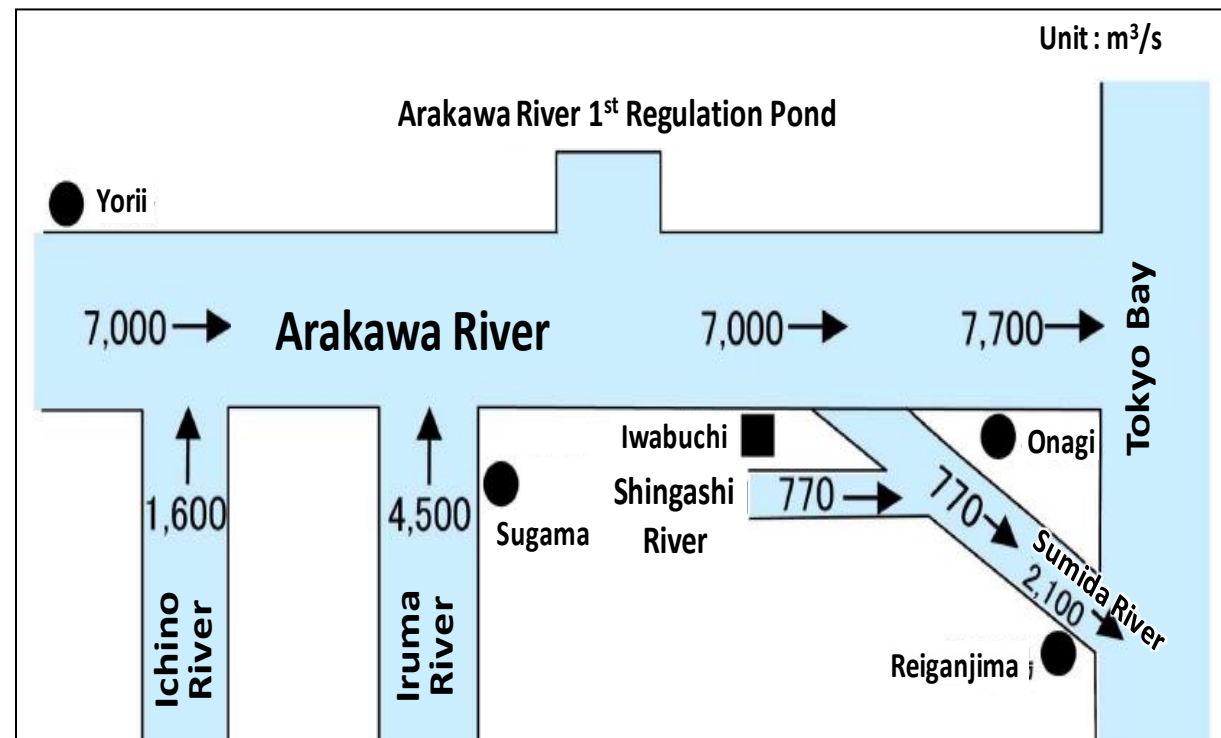 Unit : m³/s
Arakawa River 1st Regulation Pond
Yorii
7,000
Arakawa River
7,000
7,700
Tokyo Bay
Iwabuchi
Onagi
Shingashi
River
770
770
1,600
4,500
Sugama
Sumida River
2,100
Ichino
River
Iruma
River
Reiganjima